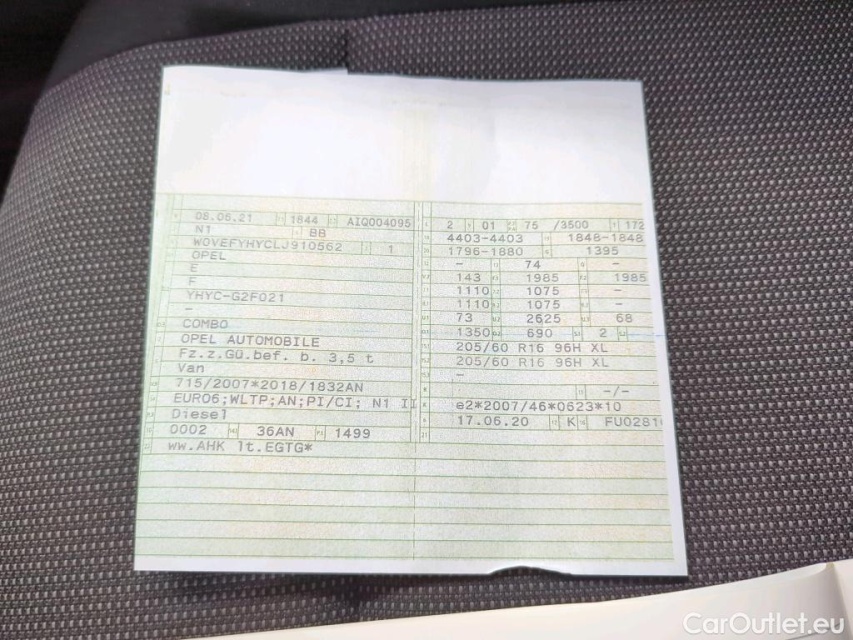 08.06.21 1844 AIQ004095 2 01 75 /3500 172
N1 BB 4403-4403 1848-1848
W0VEFYHYCLJ910562 1 1796-1880 1395
OPEL - 74 -
E 143 1985 1985
F 1110 1075 -
YHYC-G2F021 1110 1075 -
- 73 2625 68
COMBO 1350 690 2
OPEL AUTOMOBILE 205/60 R16 96H XL
Fz.z.Gü.bef. b. 3,5 t 205/60 R16 96H XL
Van -
715/2007*2018/1832AN -/-
EURO6;WLTP;AN;PI/CI; N1 II e2*2007/46*0623*10
Diesel 17.06.20 K FU0281
0002 36AN 1499
ww.AHK lt.EGTG*
CarOutlet.eu